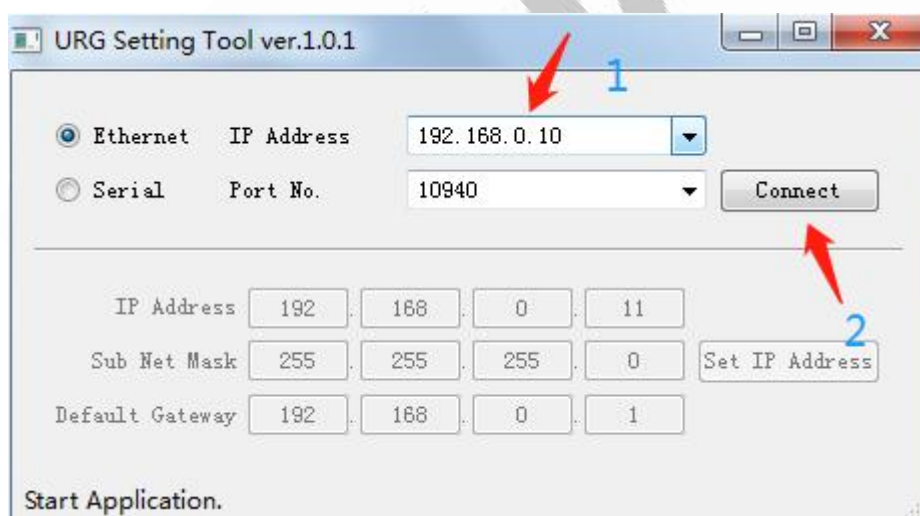 URG Setting Tool ver.1.0.1
1
Ethernet IP Address 192.168.0.10
Serial Port No. 10940 Connect
2
IP Address 192 . 168 . 0 . 11
Sub Net Mask 255 . 255 . 255 . 0 Set IP Address
Default Gateway 192 . 168 . 0 . 1
Start Application.